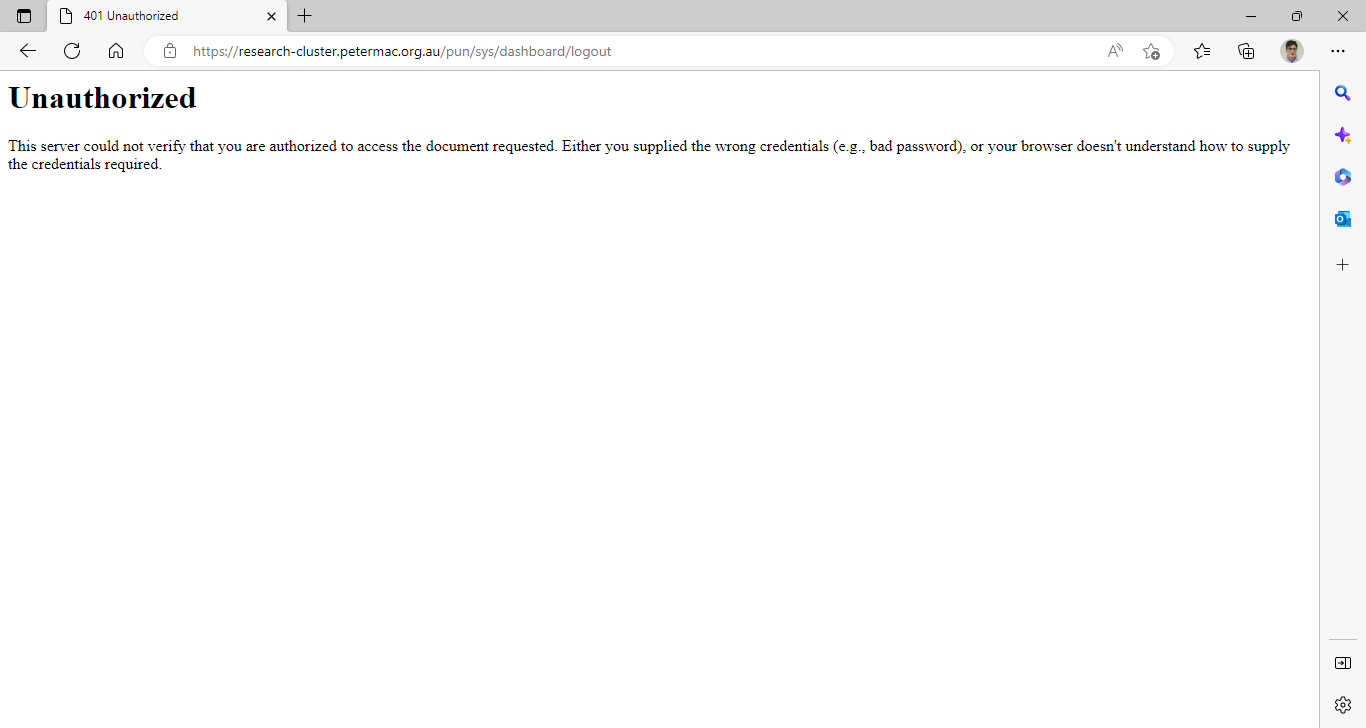 401 Unauthorized
https://research-cluster.petermac.org.au/pun/sys/dashboard/logout
Unauthorized
This server could not verify that you are authorized to access the document requested. Either you supplied the wrong credentials (e.g., bad password), or your browser doesn't understand how to supply
the credentials required.